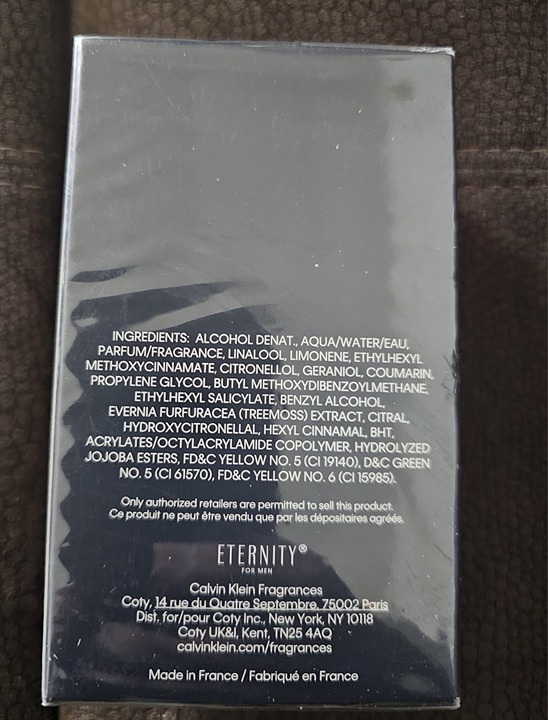 INGREDIENTS: ALCOHOL DENAT., AQUA/WATER/EAU,
PARFUM/FRAGRANCE, LINALOOL, LIMONENE, ETHYLHEXYL
METHOXYCINNAMATE, CITRONELLOL, GERANIOL, COUMARIN,
PROPYLENE GLYCOL, BUTYL METHOXYDIBENZOYLMETHANE,
ETHYLHEXYL SALICYLATE, BENZYL ALCOHOL,
EVERNIA FURFURACEA (TREEMOSS) EXTRACT, CITRAL,
HYDROXYCITRONELLAL, HEXYL CINNAMAL, BHT,
ACRYLATES/OCTYLACRYLAMIDE COPOLYMER, HYDROLYZED
JOJOBA ESTERS, FD&C YELLOW NO. 5 (CI 19140), D&C GREEN
NO. 5 (CI 61570), FD&C YELLOW NO. 6 (CI 15985).
Only authorized retailers are permitted to sell this product.
Ce produit ne peut être vendu que par les dépositaires agréés.
ETERNITY®
FOR MEN
Calvin Klein Fragrances
Coty, 14 rue du Quatre Septembre, 75002 Paris
Dist. for/pour Coty Inc., New York, NY 10118
Coty UK&I, Kent, TN25 4AQ
calvinklein.com/fragrances
Made in France / Fabriqué en France